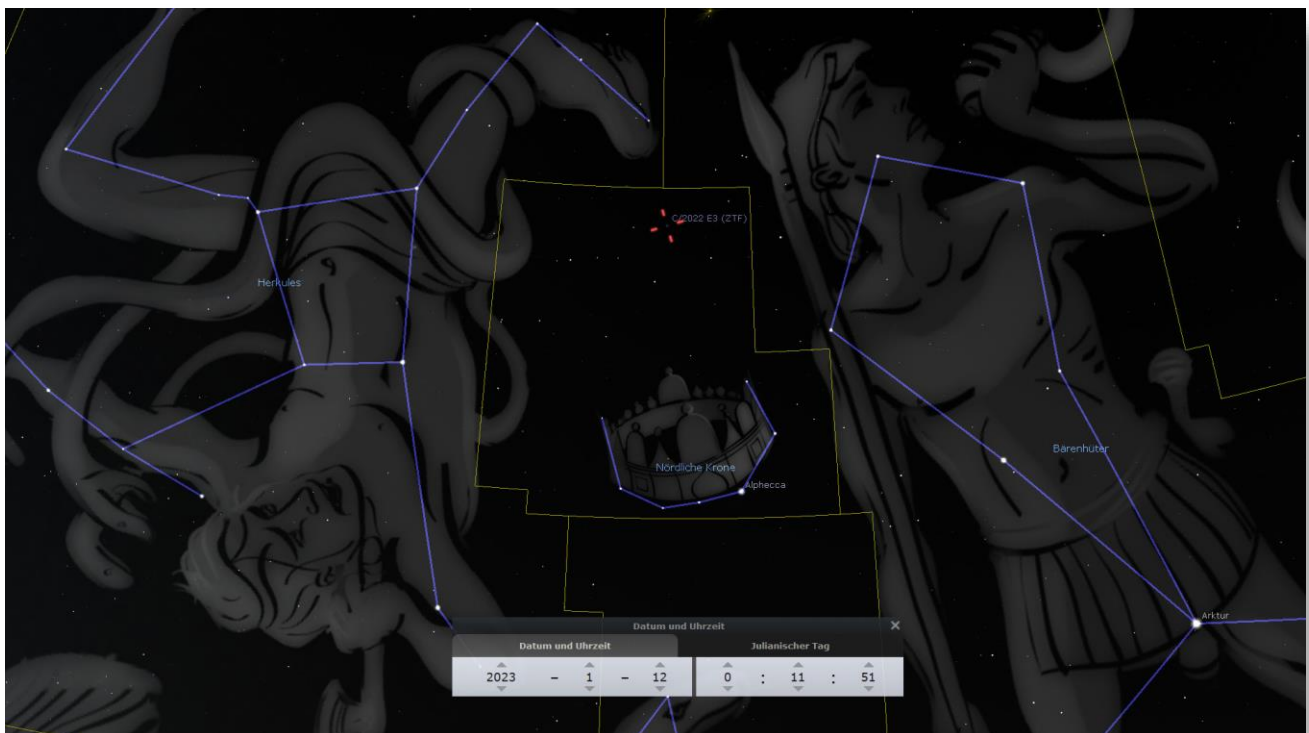 C/2022 E3 (ZTF)
Herkules
Bärenhüter
Nördliche Krone
Alphecca
Arktur
Datum und Uhrzeit ×
Datum und Uhrzeit Julianischer Tag
2023 – 1 – 12 0 : 11 : 51